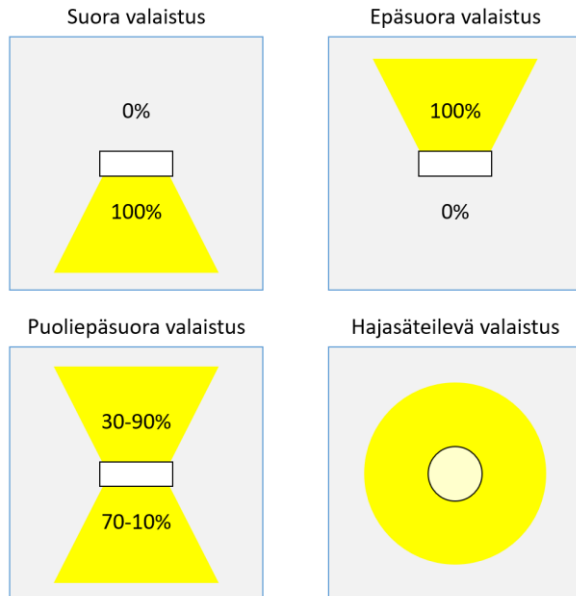 Suora valaistus
0%
100%
Epäsuora valaistus
100%
0%
Puoliepäsuora valaistus
30-90%
70-10%
Hajasäteilevä valaistus